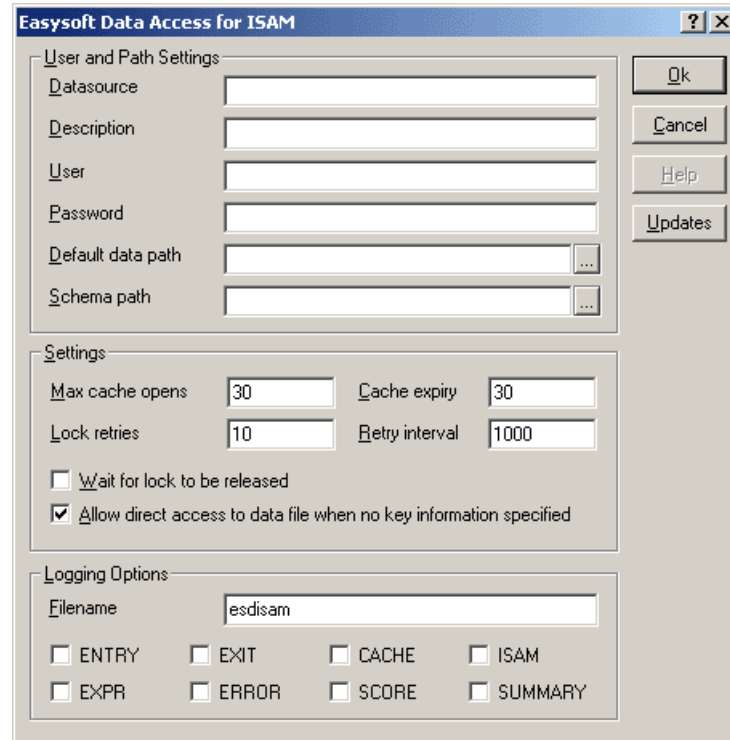 Easysoft Data Access for ISAM
User and Path Settings
Datasource
Description
User
Password
Default data path ...
Schema path ...
Ok
Cancel
Help
Updates
Settings
Max cache opens 30 Cache expiry 30
Lock retries 10 Retry interval 1000
Wait for lock to be released
Allow direct access to data file when no key information specified
Logging Options
Filename esdisam
ENTRY EXIT CACHE ISAM
EXPR ERROR SCORE SUMMARY